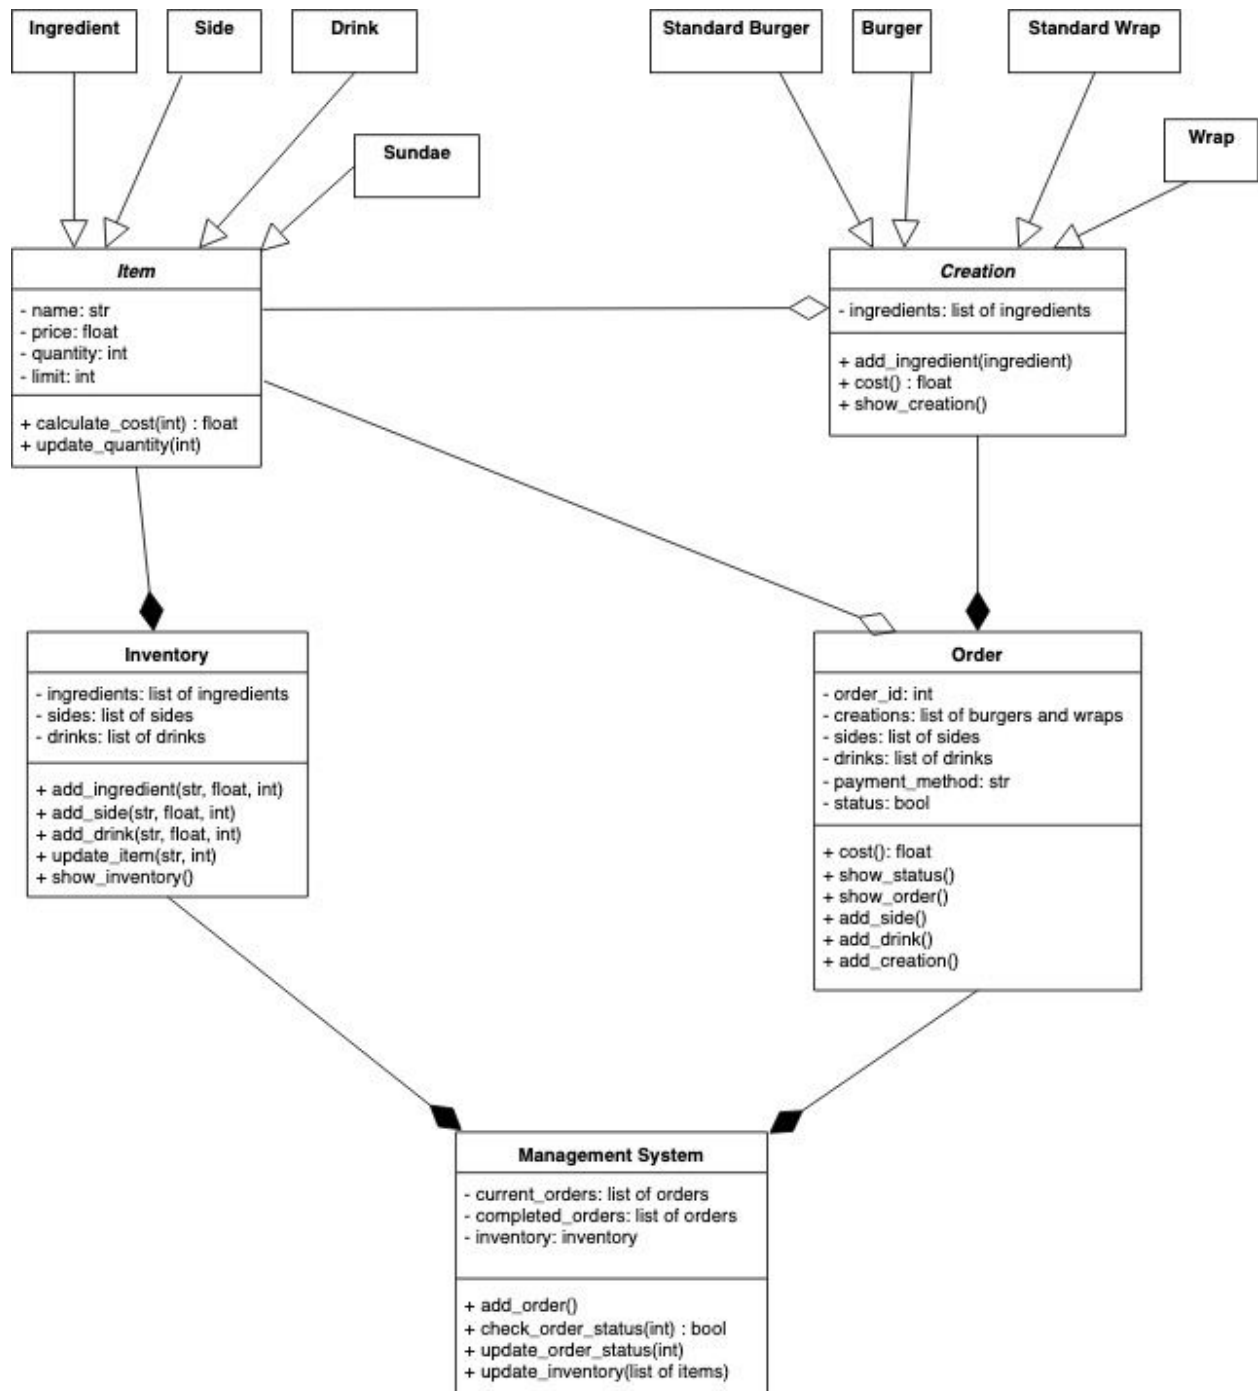 Ingredient
Side
Drink
Sundae
Standard Burger
Burger
Standard Wrap
Wrap
Item
- name: str
- price: float
- quantity: int
- limit: int
+ calculate_cost(int) : float
+ update_quantity(int)
Creation
- ingredients: list of ingredients
+ add_ingredient(ingredient)
+ cost() : float
+ show_creation()
Inventory
- ingredients: list of ingredients
- sides: list of sides
- drinks: list of drinks
+ add_ingredient(str, float, int)
+ add_side(str, float, int)
+ add_drink(str, float, int)
+ update_item(str, int)
+ show_inventory()
Order
- order_id: int
- creations: list of burgers and wraps
- sides: list of sides
- drinks: list of drinks
- payment_method: str
- status: bool
+ cost(): float
+ show_status()
+ show_order()
+ add_side()
+ add_drink()
+ add_creation()
Management System
- current_orders: list of orders
- completed_orders: list of orders
- inventory: inventory
+ add_order()
+ check_order_status(int) : bool
+ update_order_status(int)
+ update_inventory(list of items)